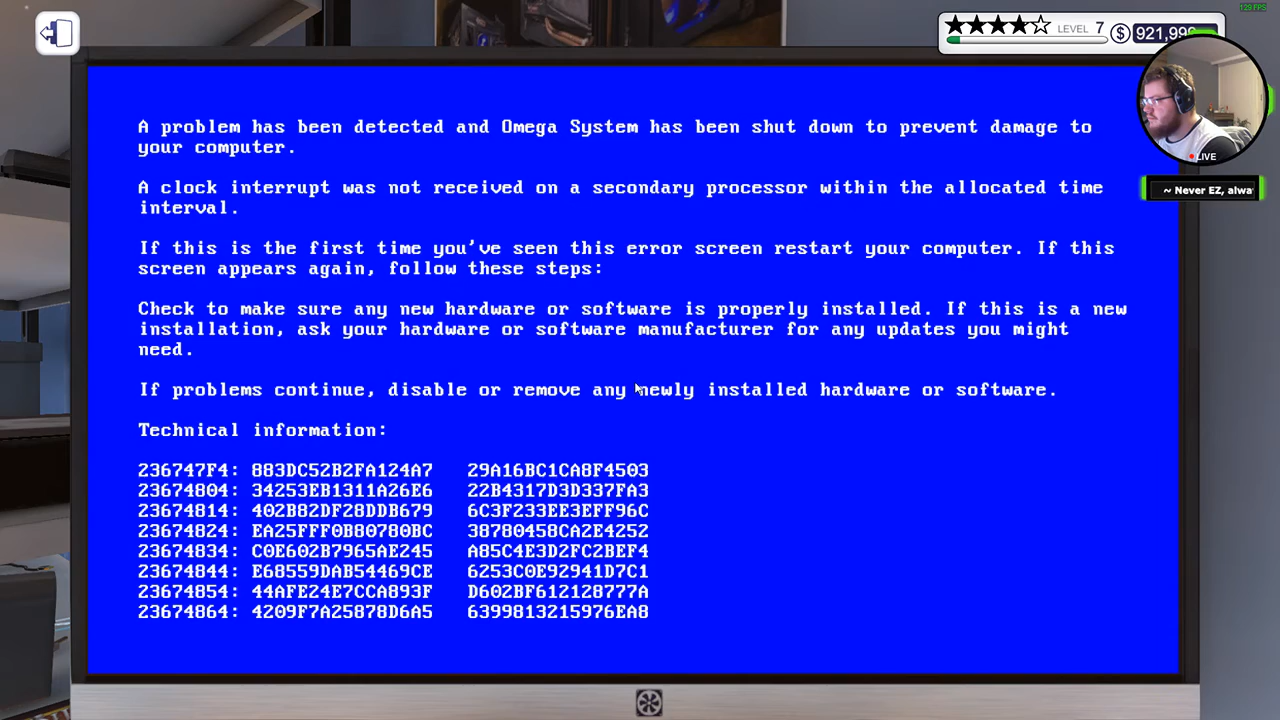 129 FPS
LEVEL 7
$ 921,999
LIVE
~ Never EZ, alwa
A problem has been detected and Omega System has been shut down to prevent damage to
your computer.
A clock interrupt was not received on a secondary processor within the allocated time
interval.
If this is the first time you've seen this error screen restart your computer. If this
screen appears again, follow these steps:
Check to make sure any new hardware or software is properly installed. If this is a new
installation, ask your hardware or software manufacturer for any updates you might
need.
If problems continue, disable or remove any newly installed hardware or software.
Technical information:
236747F4: 883DC52B2FA124A7 29A16BC1CA8F4503
23674804: 34253EB1311A26E6 22B4317D3D337FA3
23674814: 402B82DF28DDB679 6C3F233EE3EFF96C
23674824: EA25FFF0B80780BC 38780458CA2E4252
23674834: C0E602B7965AE245 A85C4E3D2FC2BEF4
23674844: E68559DAB54469CE 6253C0E92941D7C1
23674854: 44AFE24E7CCA893F D602BF612128777A
23674864: 4209F7A25878D6A5 6399813215976EA8